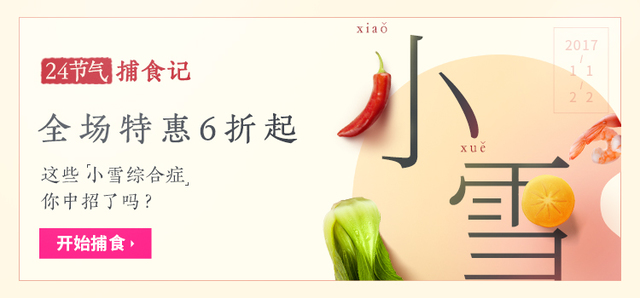 24节气 捕食记
全场特惠6折起
这些「小雪综合症」
你中招了吗？
开始捕食
xiǎo
小
xuě
雪
2017
/
11
/
22